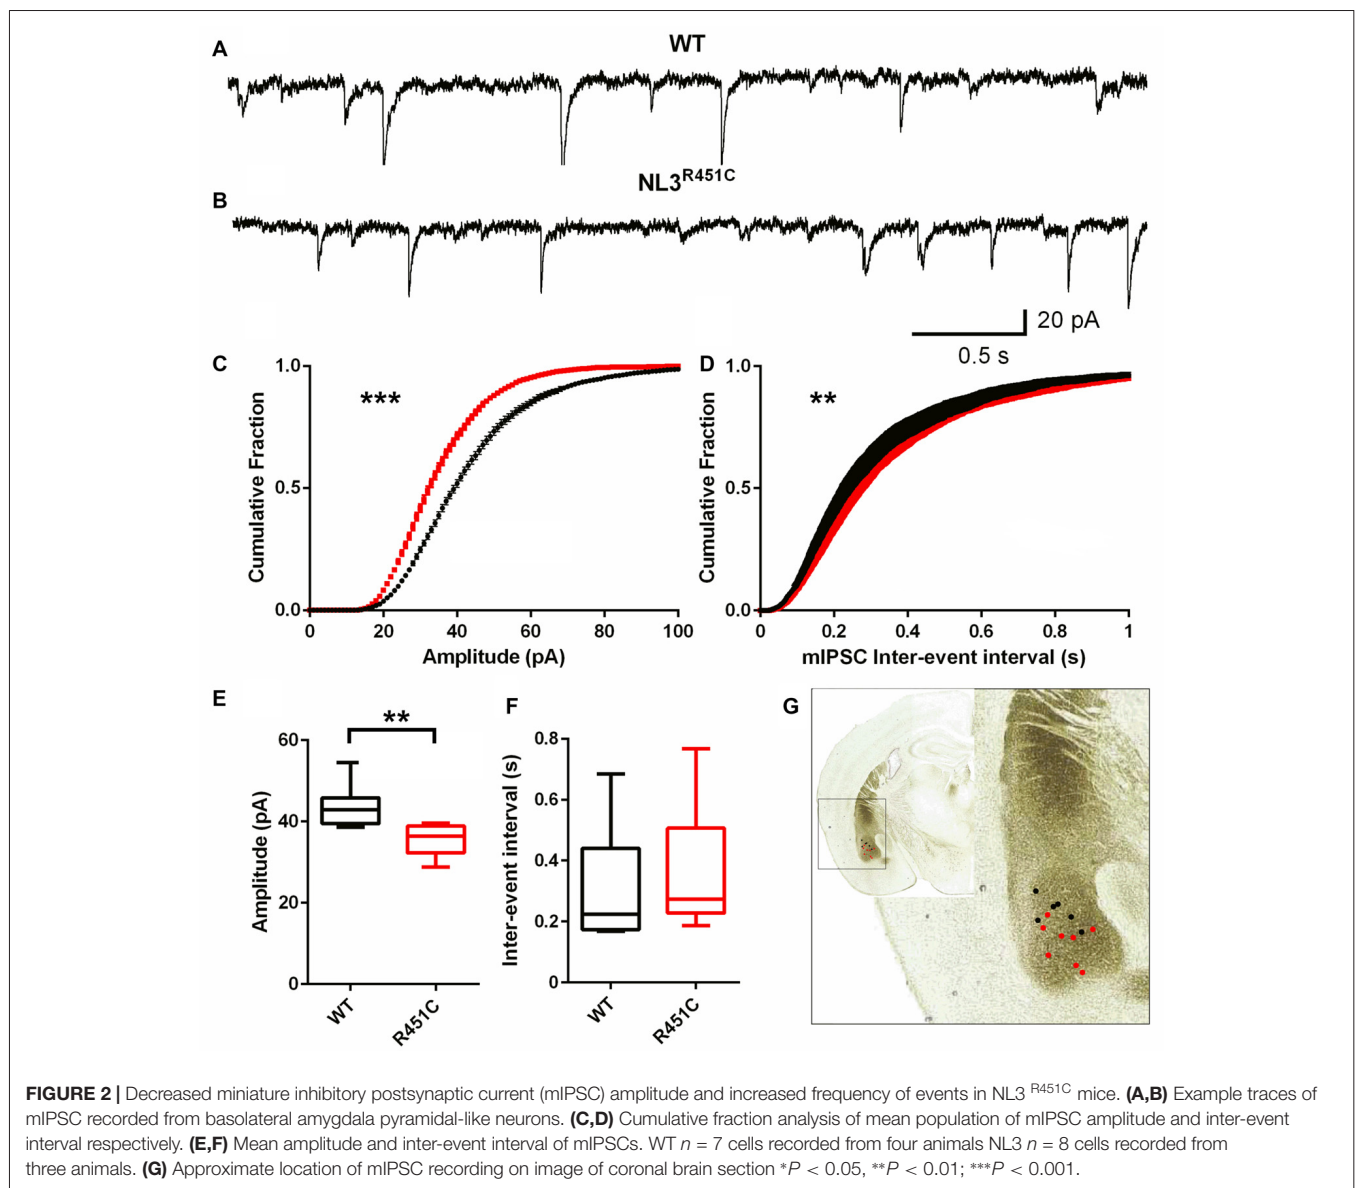 A
WT
NL3R451C
B
20 pA
0.5 s
C
***
1.0
0.5
0.0
Cumulative Fraction
0
20
40
60
80
100
Amplitude (pA)
D
**
1.0
0.5
0.0
Cumulative Fraction
0
0.2
0.4
0.6
0.8
1
mIPSC Inter-event interval (s)
E
**
60
40
20
0
Amplitude (pA)
WT
R451C
F
0.8
0.6
0.4
0.2
0
Inter-event interval (s)
WT
R451C
G
FIGURE 2 | Decreased miniature inhibitory postsynaptic current (mIPSC) amplitude and increased frequency of events in NL3 R451C mice. (A,B) Example traces of
mIPSC recorded from basolateral amygdala pyramidal-like neurons. (C,D) Cumulative fraction analysis of mean population of mIPSC amplitude and inter-event
interval respectively. (E,F) Mean amplitude and inter-event interval of mIPSCs. WT n = 7 cells recorded from four animals NL3 n = 8 cells recorded from
three animals. (G) Approximate location of mIPSC recording on image of coronal brain section *P < 0.05, **P < 0.01; ***P < 0.001.